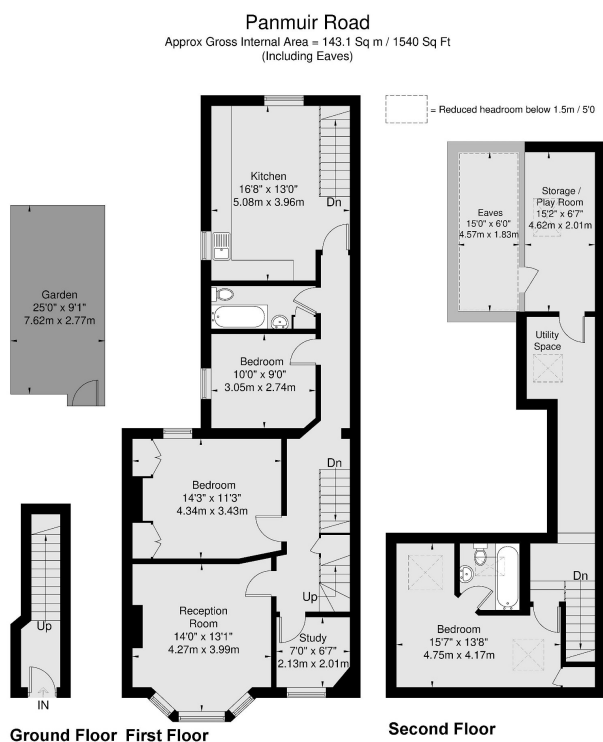 Panmuir Road
Approx Gross Internal Area = 143.1 Sq m / 1540 Sq Ft
(Including Eaves)
= Reduced headroom below 1.5m / 5'0
Kitchen
16'8" x 13'0"
5.08m x 3.96m
Dn
Eaves
15'0" x 6'0"
4.57m x 1.83m
Storage /
Play Room
15'2" x 6'7"
4.62m x 2.01m
Garden
25'0" x 9'1"
7.62m x 2.77m
Utility
Space
Bedroom
10'0" x 9'0"
3.05m x 2.74m
Bedroom
14'3" x 11'3"
4.34m x 3.43m
Dn
Up
Reception
Room
14'0" x 13'1"
4.27m x 3.99m
Up
Study
7'0" x 6'7"
2.13m x 2.01m
Dn
Bedroom
15'7" x 13'8"
4.75m x 4.17m
IN
Ground Floor
First Floor
Second Floor